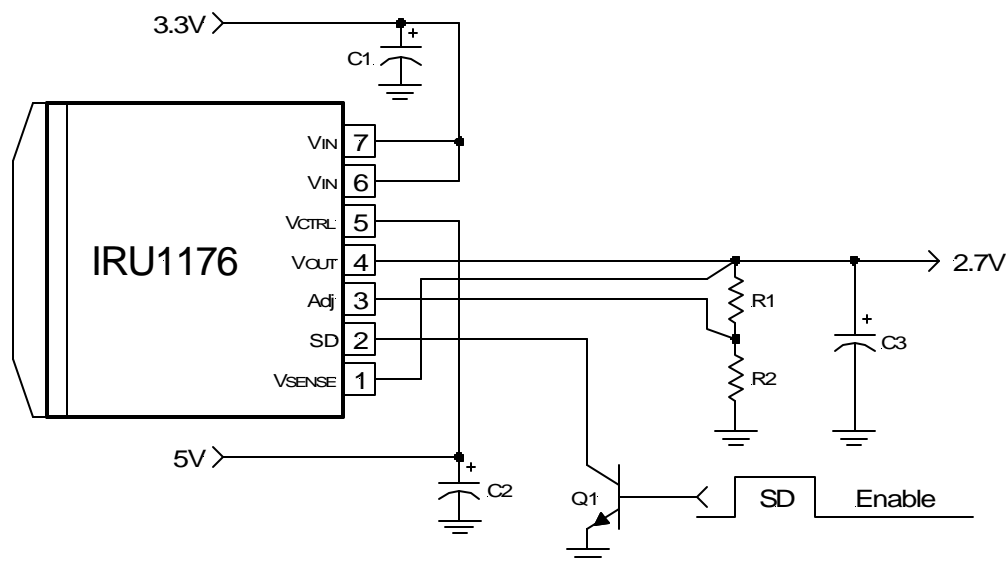 3.3V
+
C1
VIN 7
VIN 6
VCTRL 5
IRU1176
VOUT 4
2.7V
Adj 3
R1
+
SD 2
C3
VSENSE 1
R2
5V
+
C2
Q1
SD
Enable